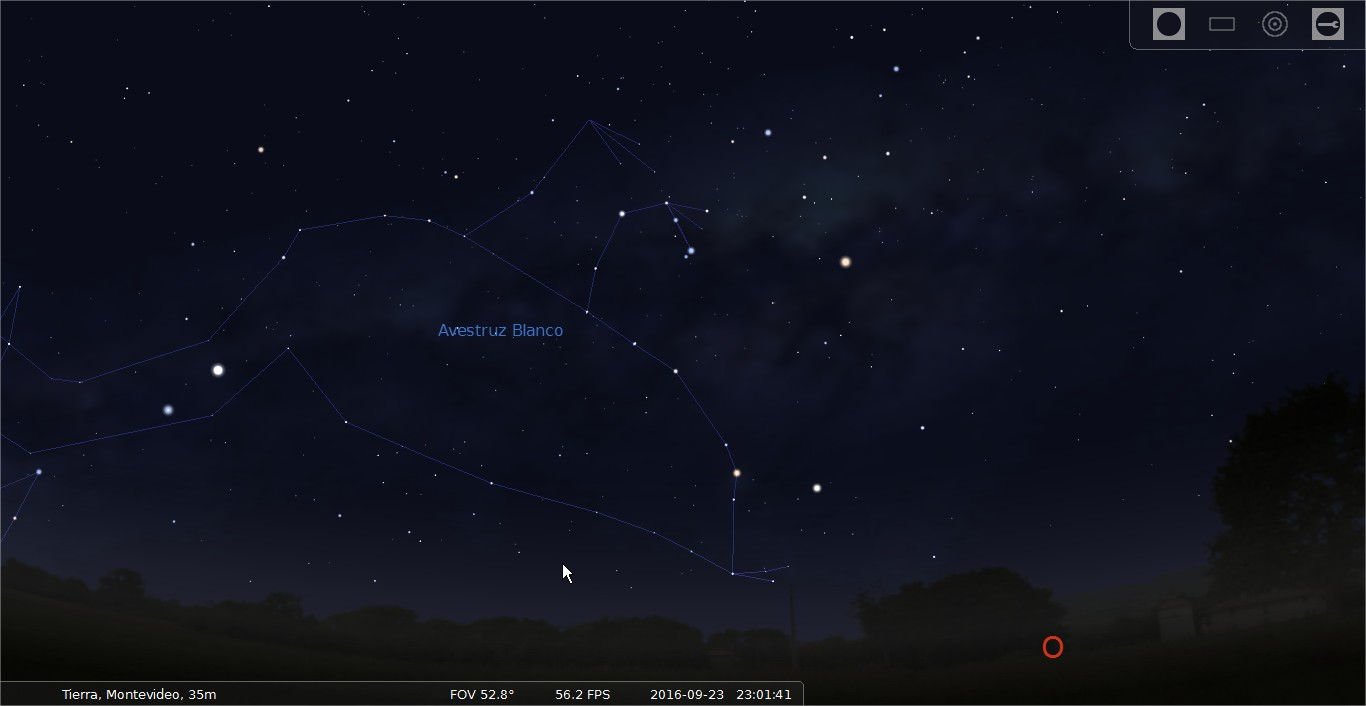 Avestruz Blanco
O
Tierra, Montevideo, 35m FOV 52.8° 56.2 FPS 2016-09-23 23:01:41